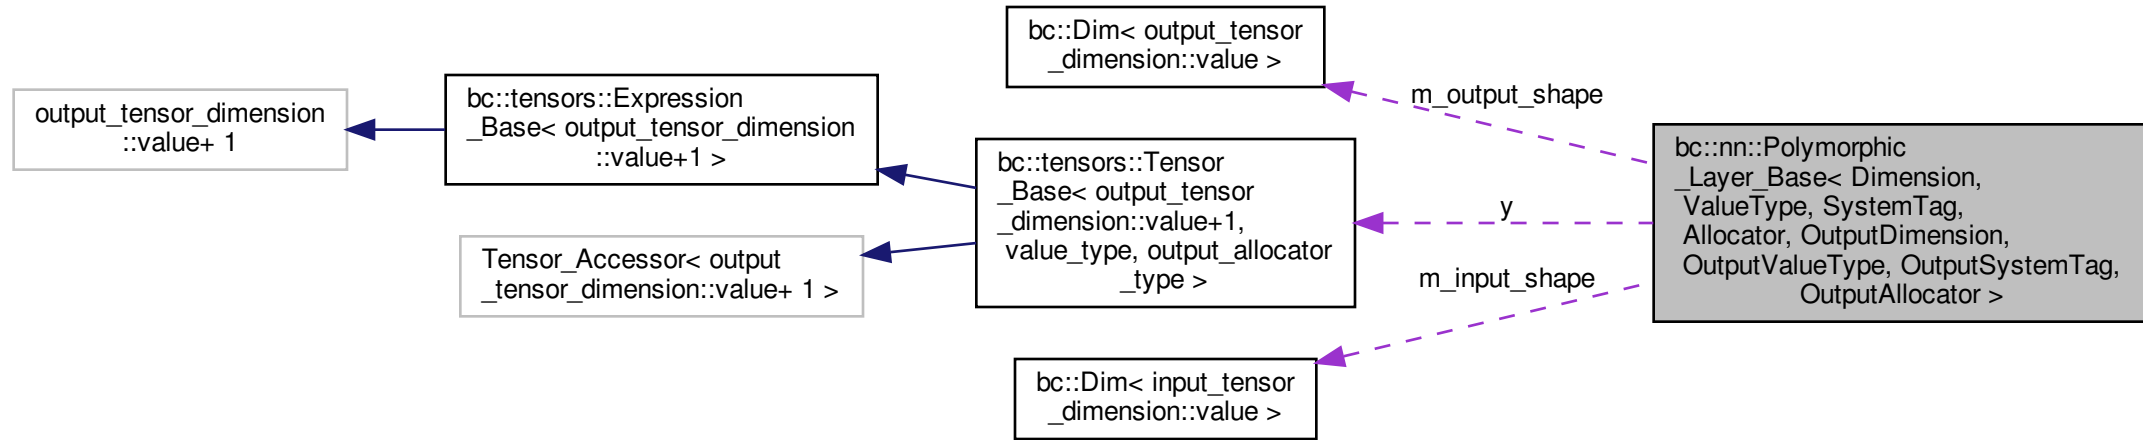 output_tensor_dimension
::value+ 1
bc::tensors::Expression
_Base< output_tensor_dimension
::value+1 >
Tensor_Accessor< output
_tensor_dimension::value+ 1 >
bc::Dim< output_tensor
_dimension::value >
bc::tensors::Tensor
_Base< output_tensor
_dimension::value+1,
value_type, output_allocator
_type >
bc::Dim< input_tensor
_dimension::value >
m_output_shape
y
m_input_shape
bc::nn::Polymorphic
_Layer_Base< Dimension,
ValueType, SystemTag,
Allocator, OutputDimension,
OutputValueType, OutputSystemTag,
OutputAllocator >